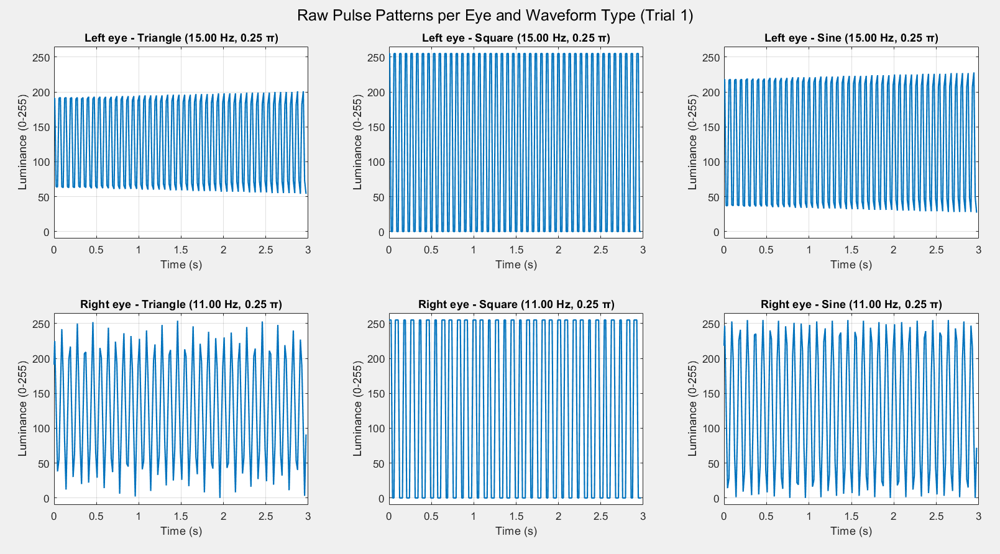 Raw Pulse Patterns per Eye and Waveform Type (Trial 1)
Left eye - Triangle (15.00 Hz, 0.25 π)
Luminance (0-255)
250
200
150
100
50
0
0 0.5 1 1.5 2 2.5 3
Time (s)
Left eye - Square (15.00 Hz, 0.25 π)
Luminance (0-255)
250
200
150
100
50
0
0 0.5 1 1.5 2 2.5 3
Time (s)
Left eye - Sine (15.00 Hz, 0.25 π)
Luminance (0-255)
250
200
150
100
50
0
0 0.5 1 1.5 2 2.5 3
Time (s)
Right eye - Triangle (11.00 Hz, 0.25 π)
Luminance (0-255)
250
200
150
100
50
0
0 0.5 1 1.5 2 2.5 3
Time (s)
Right eye - Square (11.00 Hz, 0.25 π)
Luminance (0-255)
250
200
150
100
50
0
0 0.5 1 1.5 2 2.5 3
Time (s)
Right eye - Sine (11.00 Hz, 0.25 π)
Luminance (0-255)
250
200
150
100
50
0
0 0.5 1 1.5 2 2.5 3
Time (s)